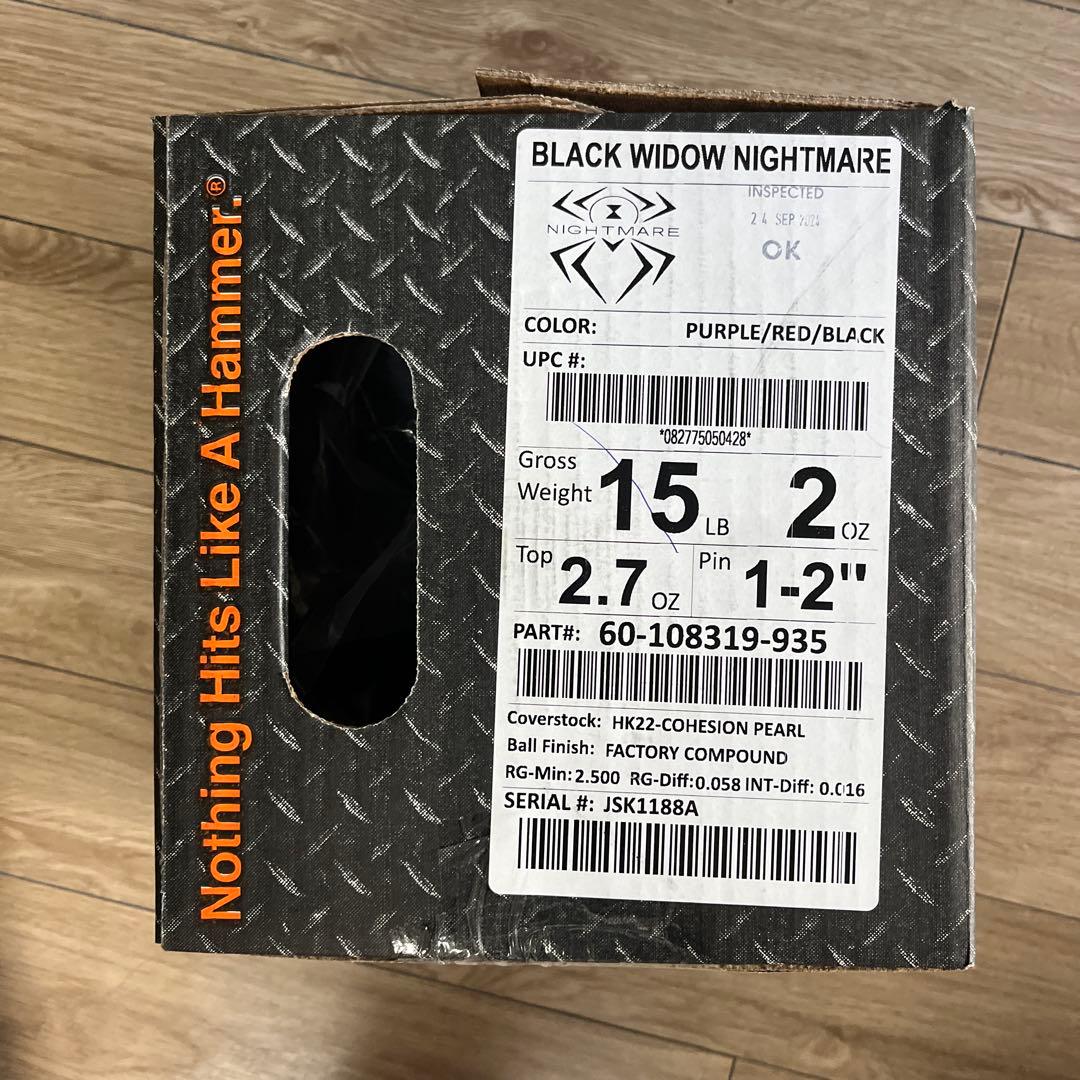 Nothing Hits Like A Hammer.®
BLACK WIDOW NIGHTMARE
NIGHTMARE
INSPECTED
24 SEP 2024
OK
COLOR: PURPLE/RED/BLACK
UPC #:
*082775050428*
Gross Weight 15 LB 2 OZ
Top 2.7 OZ Pin 1-2"
PART#: 60-108319-935
Coverstock: HK22-COHESION PEARL
Ball Finish: FACTORY COMPOUND
RG-Min: 2.500 RG-Diff: 0.058 INT-Diff: 0.016
SERIAL #: JSK1188A